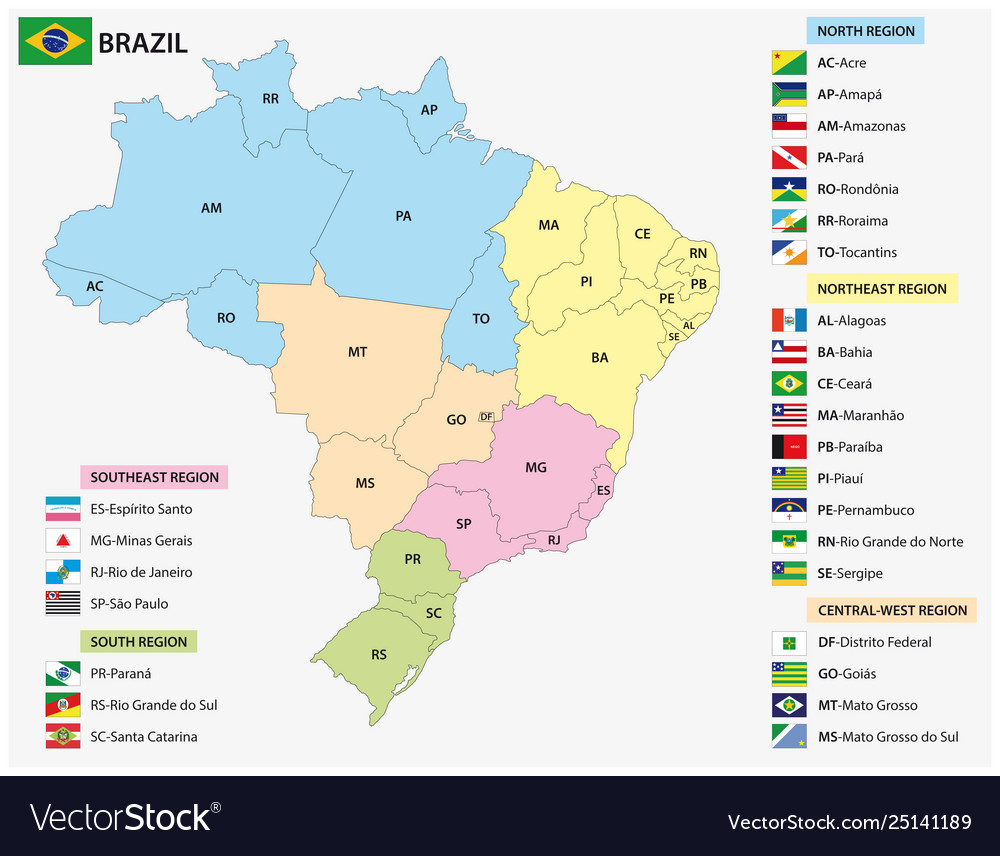 BRAZIL
RR
AP
AM
PA
MA
CE
RN
PI
PB
PE
AC
RO
TO
AL
SE
MT
BA
GO
DF
MG
MS
ES
SP
RJ
PR
SC
RS
SOUTHEAST REGION
ES-Espírito Santo
MG-Minas Gerais
RJ-Rio de Janeiro
SP-São Paulo
SOUTH REGION
PR-Paraná
RS-Rio Grande do Sul
SC-Santa Catarina
NORTH REGION
AC-Acre
AP-Amapá
AM-Amazonas
PA-Pará
RO-Rondônia
RR-Roraima
TO-Tocantins
NORTHEAST REGION
AL-Alagoas
BA-Bahia
CE-Ceará
MA-Maranhão
PB-Paraíba
PI-Piauí
PE-Pernambuco
RN-Rio Grande do Norte
SE-Sergipe
CENTRAL-WEST REGION
DF-Distrito Federal
GO-Goiás
MT-Mato Grosso
MS-Mato Grosso do Sul
VectorStock®
VectorStock.com/25141189